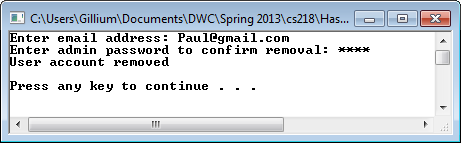 C:\Users\Gillium\Documents\DWC\Spring 2013\cs218\Has...
Enter email address: Paul@gmail.com
Enter admin password to confirm removal: ****
User account removed
Press any key to continue . . .